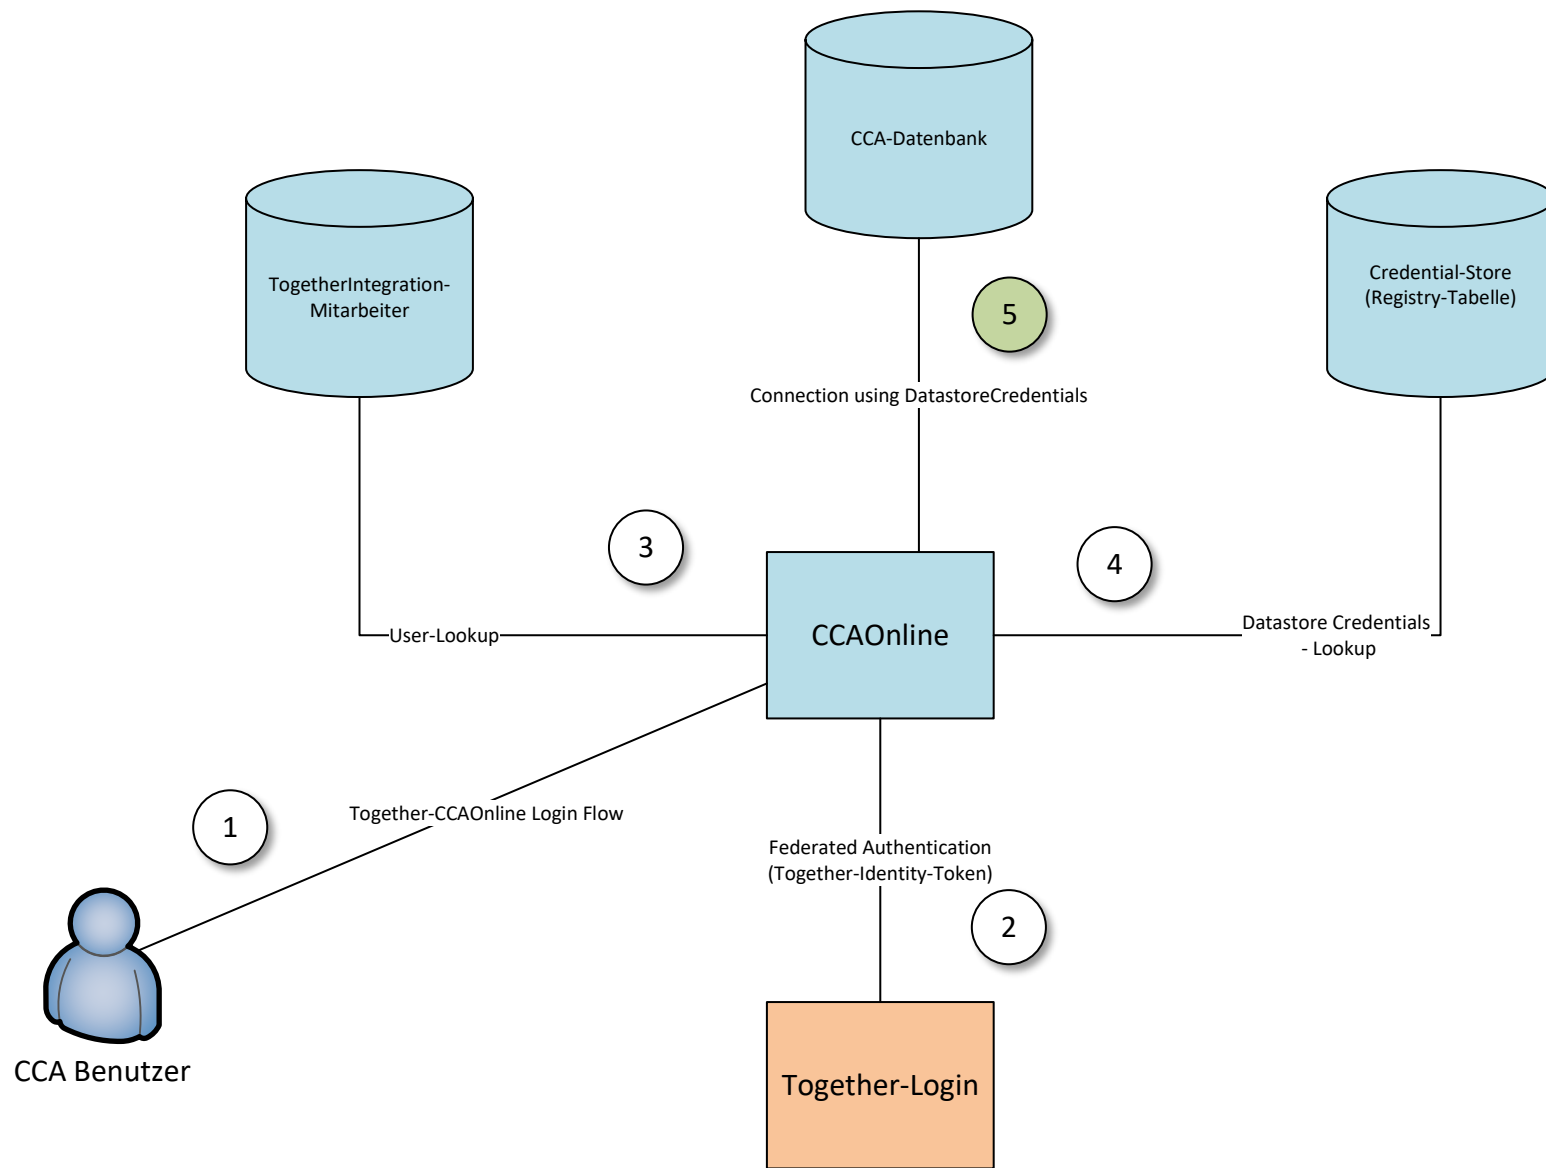 CCA-Datenbank
TogetherIntegration-
Mitarbeiter
Credential-Store
(Registry-Tabelle)
5
Connection using DatastoreCredentials
3
4
CCAOnline
User-Lookup
Datastore Credentials
- Lookup
1
Together-CCAOnline Login Flow
Federated Authentication
(Together-Identity-Token)
2
CCA Benutzer
Together-Login